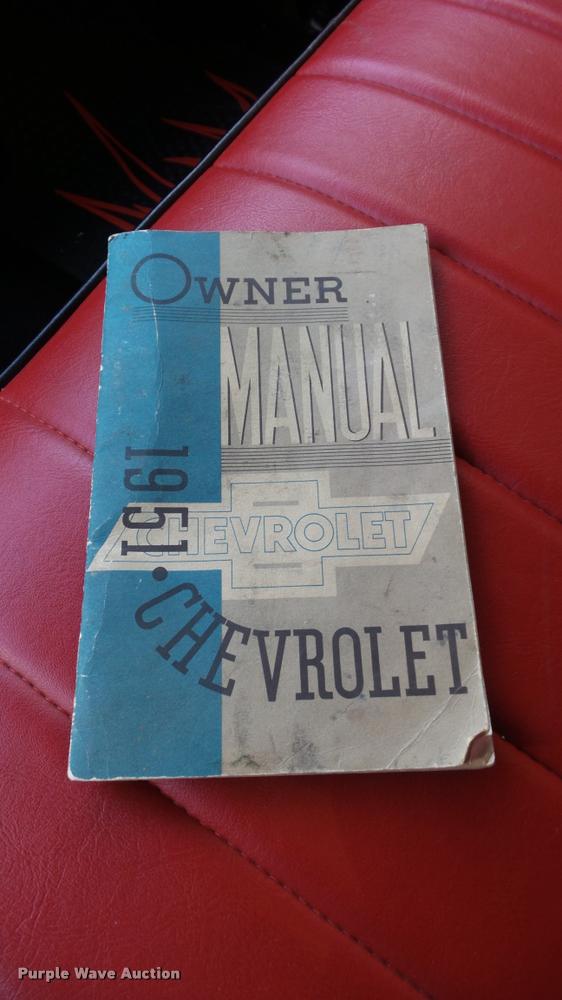 OWNER
MANUAL
CHEVROLET
1951 • CHEVROLET
Purple Wave Auction